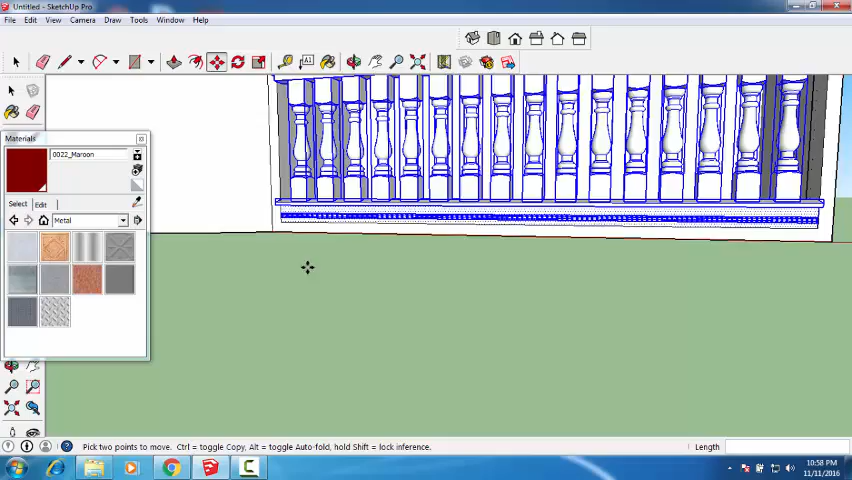 Untitled - SketchUp Pro
File Edit View Camera Draw Tools Window Help
A1
Materials
0022_Maroon
Select Edit
Metal
Pick two points to move. Ctrl = toggle Copy, Alt = toggle Auto-fold, hold Shift = lock inference.
Length
10:58 PM
11/11/2016